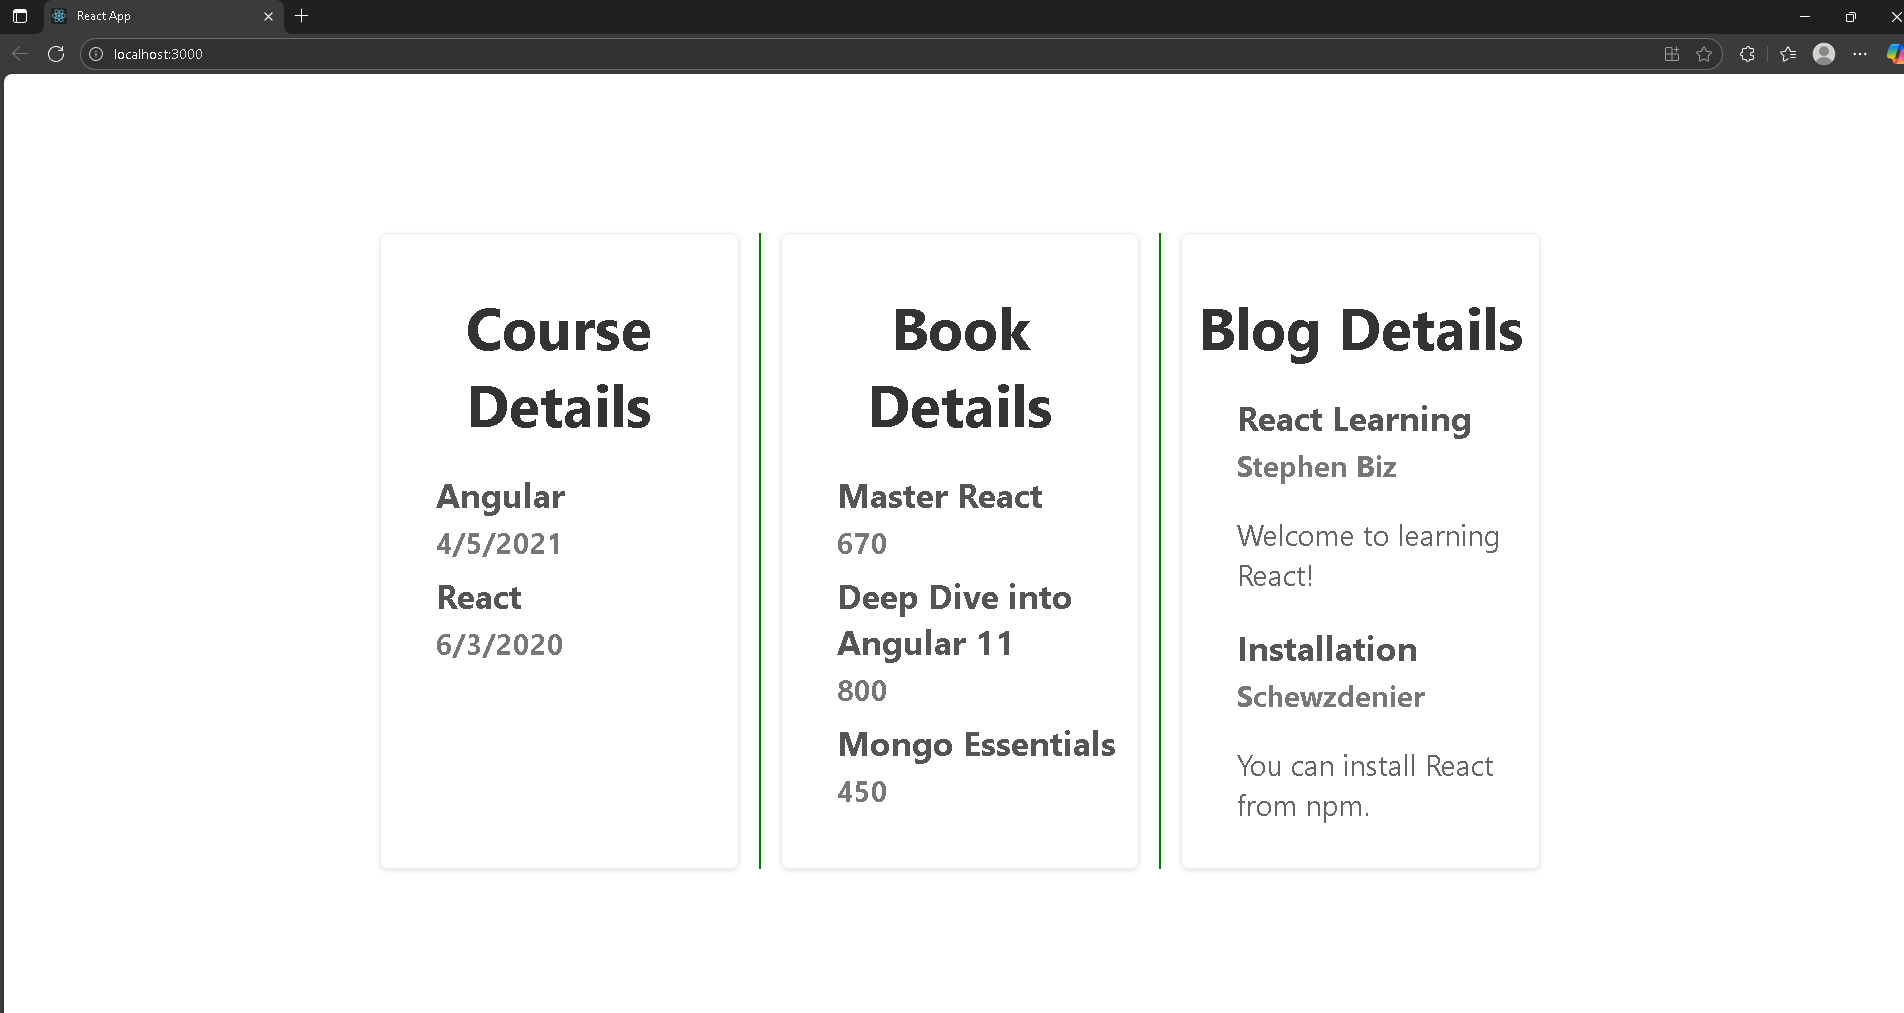 React App
localhost:3000
Course
Details
Angular
4/5/2021
React
6/3/2020
Book
Details
Master React
670
Deep Dive into
Angular 11
800
Mongo Essentials
450
Blog Details
React Learning
Stephen Biz
Welcome to learning
React!
Installation
Schewzdenier
You can install React
from npm.